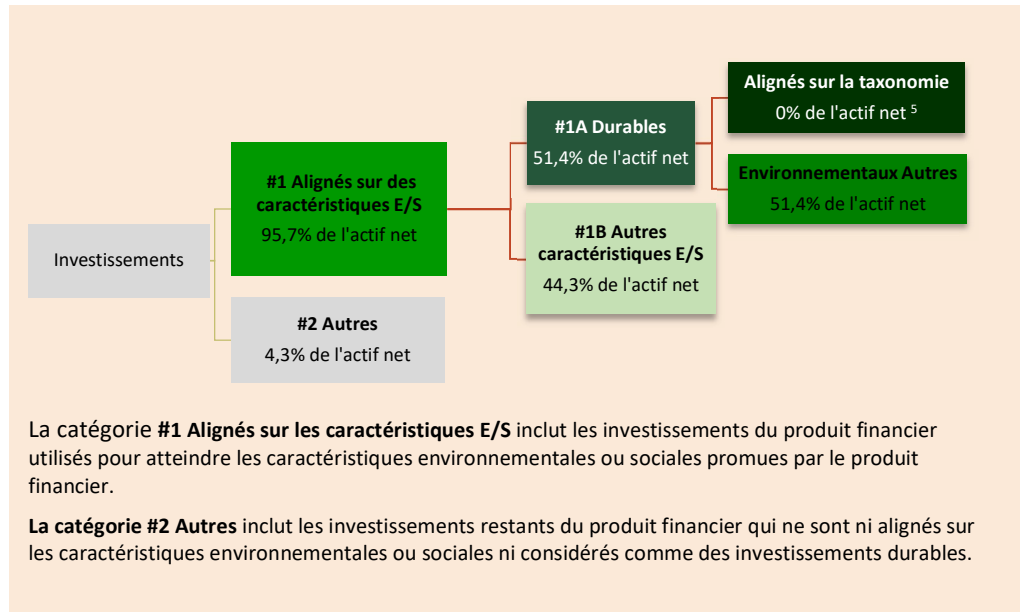 Investissements
#1 Alignés sur des
caractéristiques E/S
95,7% de l'actif net
#2 Autres
4,3% de l'actif net
#1A Durables
51,4% de l'actif net
#1B Autres
caractéristiques E/S
44,3% de l'actif net
Alignés sur la taxonomie
0% de l'actif net ⁵
Environnementaux Autres
51,4% de l'actif net
La catégorie #1 Alignés sur les caractéristiques E/S inclut les investissements du produit financier
utilisés pour atteindre les caractéristiques environnementales ou sociales promues par le produit
financier.
La catégorie #2 Autres inclut les investissements restants du produit financier qui ne sont ni alignés sur
les caractéristiques environnementales ou sociales ni considérés comme des investissements durables.